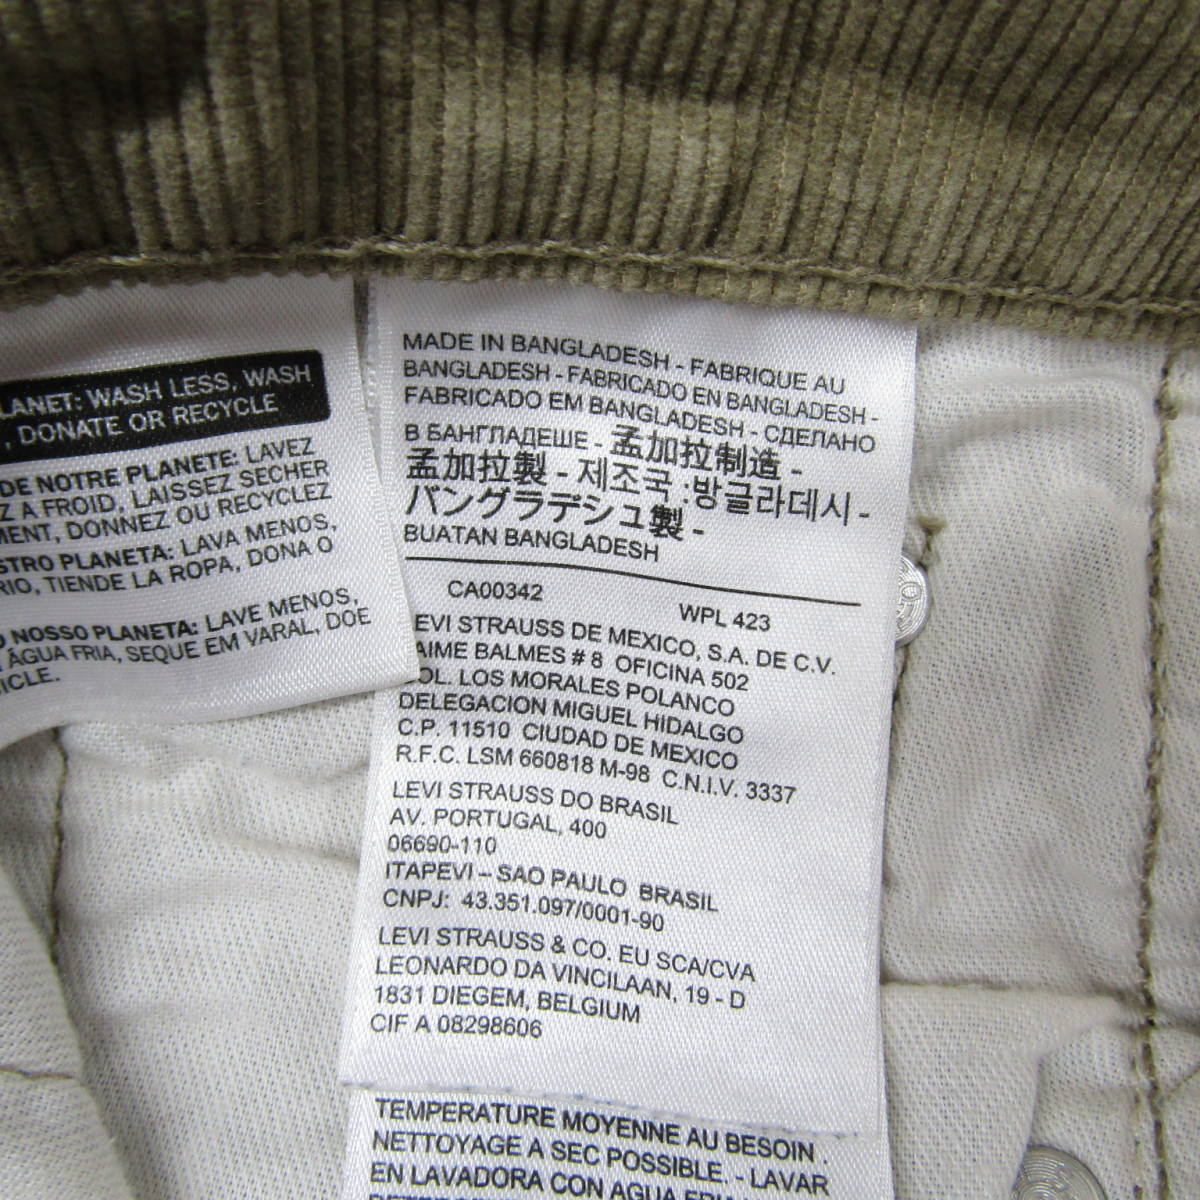 LANET: WASH LESS, WASH
, DONATE OR RECYCLE
DE NOTRE PLANETE: LAVEZ
Z A FROID, LAISSEZ SECHER
MENT, DONNEZ OU RECYCLEZ
STRO PLANETA: LAVA MENOS,
RIO, TIENDE LA ROPA, DONA O
O NOSSO PLANETA: LAVE MENOS,
ÁGUA FRIA, SEQUE EM VARAL, DOE
ICLE.
MADE IN BANGLADESH - FABRIQUE AU
BANGLADESH - FABRICADO EN BANGLADESH -
FABRICADO EM BANGLADESH - СДЕЛАНО
В БАНГЛАДЕШЕ - 孟加拉制造 -
孟加拉製 - 제조국 :방글라데시 -
バングラデシュ製 -
BUATAN BANGLADESH
CA00342 WPL 423
EVI STRAUSS DE MEXICO, S.A. DE C.V.
AIME BALMES # 8 OFICINA 502
OL. LOS MORALES POLANCO
DELEGACION MIGUEL HIDALGO
C.P. 11510 CIUDAD DE MEXICO
R.F.C. LSM 660818 M-98 C.N.I.V. 3337
LEVI STRAUSS DO BRASIL
AV. PORTUGAL, 400
06690-110
ITAPEVI – SAO PAULO BRASIL
CNPJ: 43.351.097/0001-90
LEVI STRAUSS & CO. EU SCA/CVA
LEONARDO DA VINCILAAN, 19 - D
1831 DIEGEM, BELGIUM
CIF A 08298606
TEMPERATURE MOYENNE AU BESOIN .
NETTOYAGE A SEC POSSIBLE. - LAVAR
EN LAVADORA CON AGUA FRIA